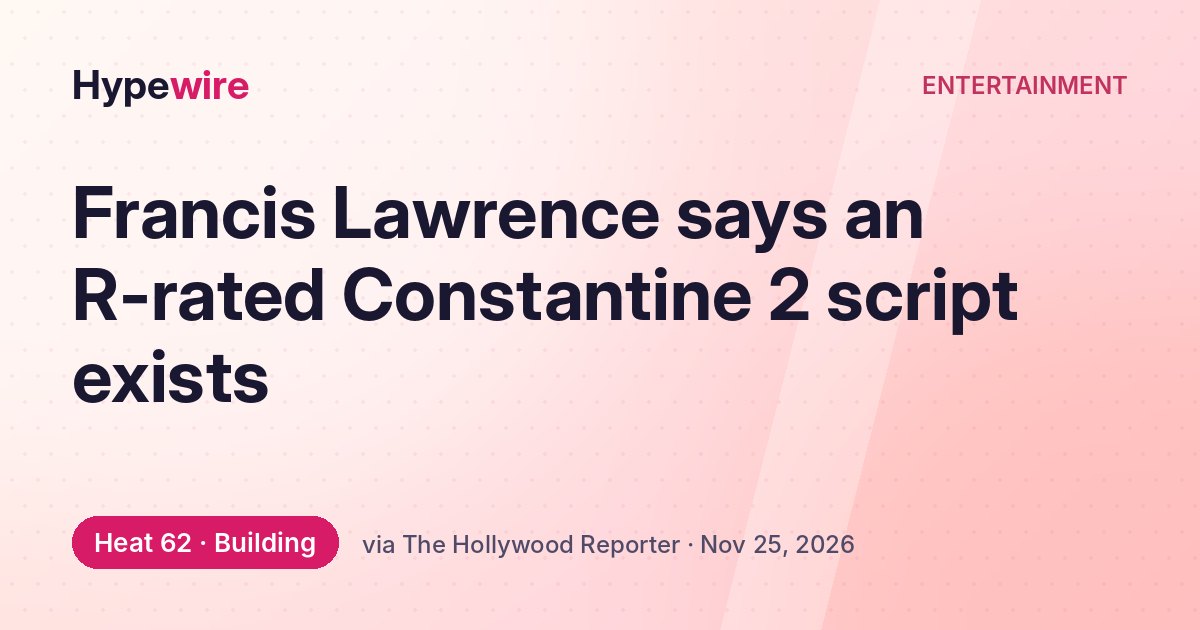 Hypewire
ENTERTAINMENT
Francis Lawrence says an
R-rated Constantine 2 script
exists
Heat 62 · Building
via The Hollywood Reporter · Nov 25, 2026